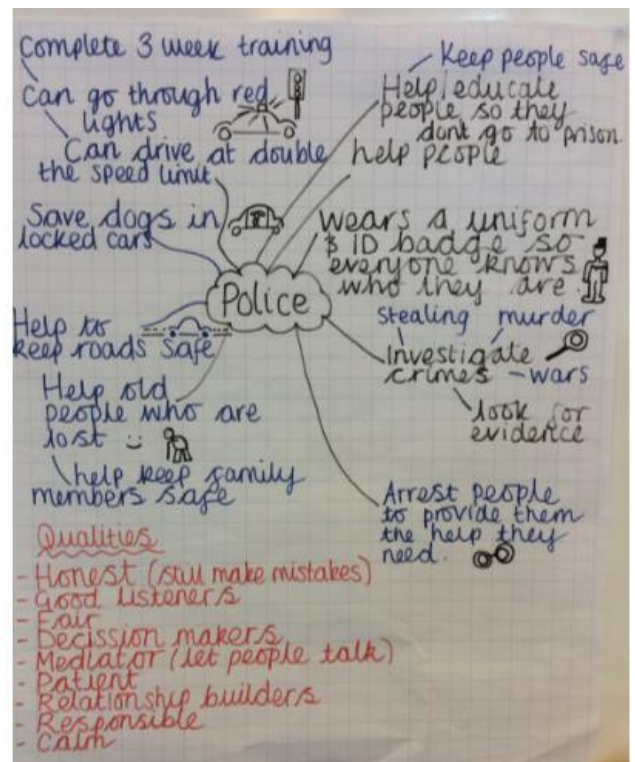 Complete 3 week training
Can go through red
lights
Can drive at double
the speed limit
Save dogs in
locked cars
Help to
keep roads safe
Help old
people who are
lost
help keep family
members safe
Police
Keep people safe
Help/educate
people so they
dont go to prison.
help people
Wears a uniform
& ID badge so
everyone knows
who they are.
Stealing murder
Investigate
crimes - wars
look for
evidence
Arrest people
to provide them
the help they
need.
Qualities
- Honest (still make mistakes)
- Good listeners
- Fair
- Decission makers
- Mediator (let people talk)
- Patient
- Relationship builders
- Responsible
- Calm